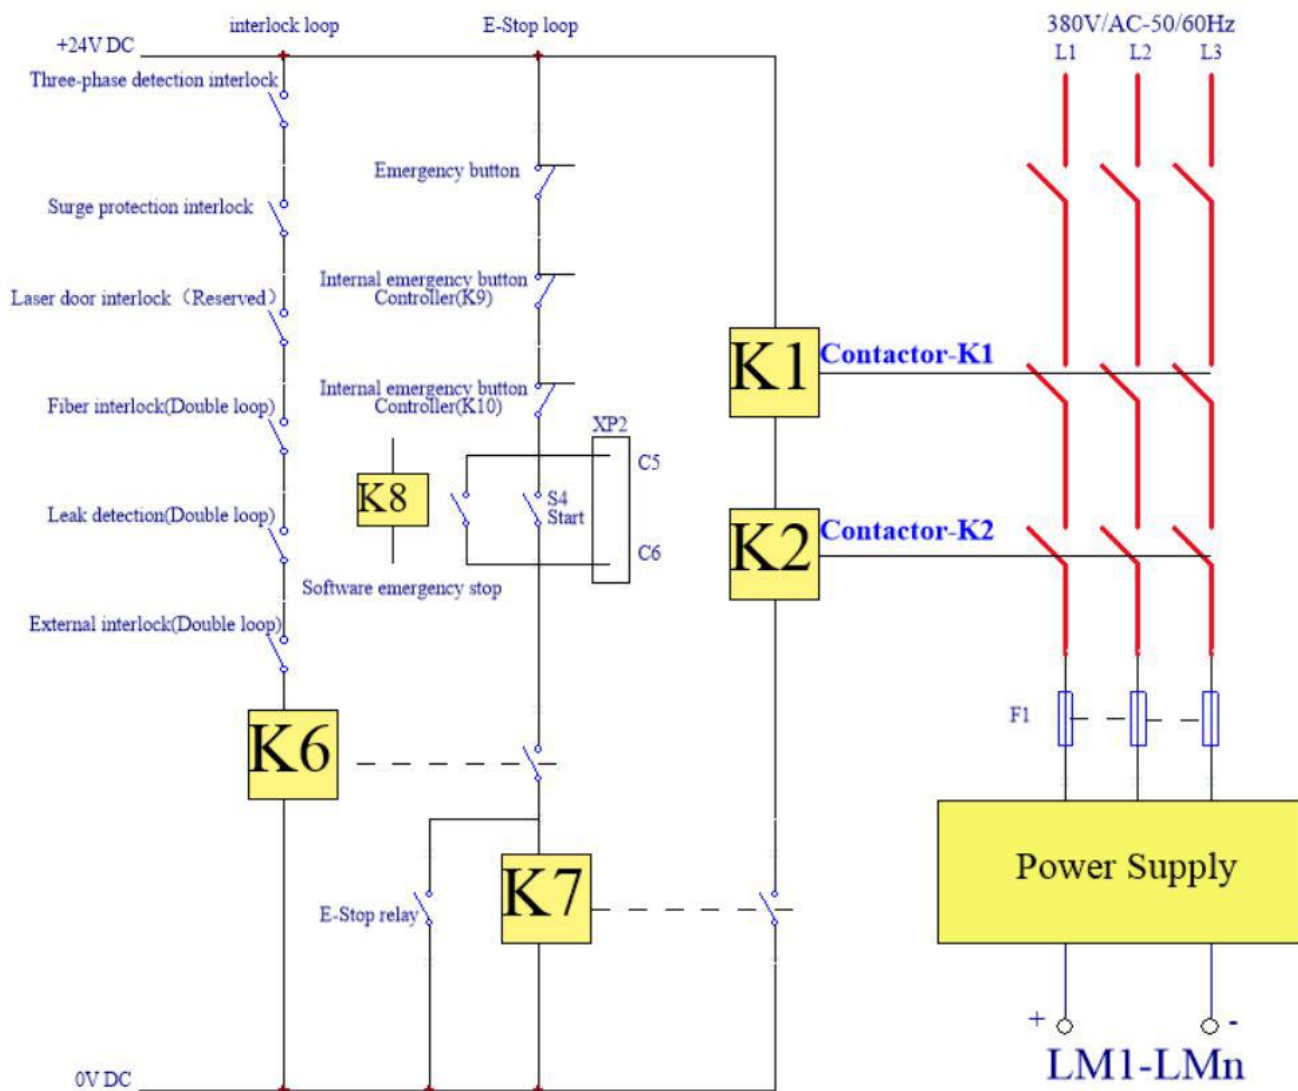 interlock loop
E-Stop loop
380V/AC-50/60Hz
+24V DC
L1
L2
L3
Three-phase detection interlock
Emergency button
Surge protection interlock
Internal emergency button
Controller(K9)
Laser door interlock（Reserved）
K1
Contactor-K1
Internal emergency button
Controller(K10)
Fiber interlock(Double loop)
XP2
C5
K8
S4
Start
Leak detection(Double loop)
K2
Contactor-K2
C6
Software emergency stop
External interlock(Double loop)
F1
K6
Power Supply
K7
E-Stop relay
+
-
LM1-LMn
0V DC